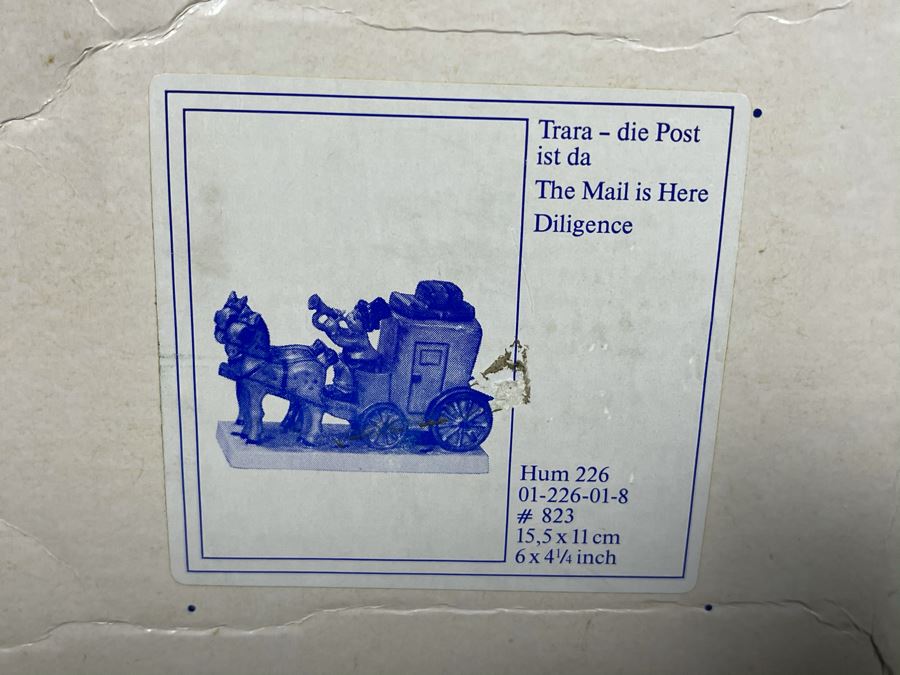 Trara – die Post
ist da
The Mail is Here
Diligence
Hum 226
01-226-01-8
# 823
15,5 x 11 cm
6 x 4¼ inch